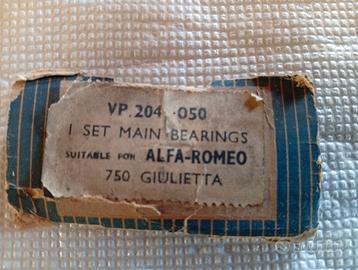 VP.204 .050
1 SET MAIN BEARINGS
SUITABLE FOR ALFA-ROMEO
750 GIULIETTA